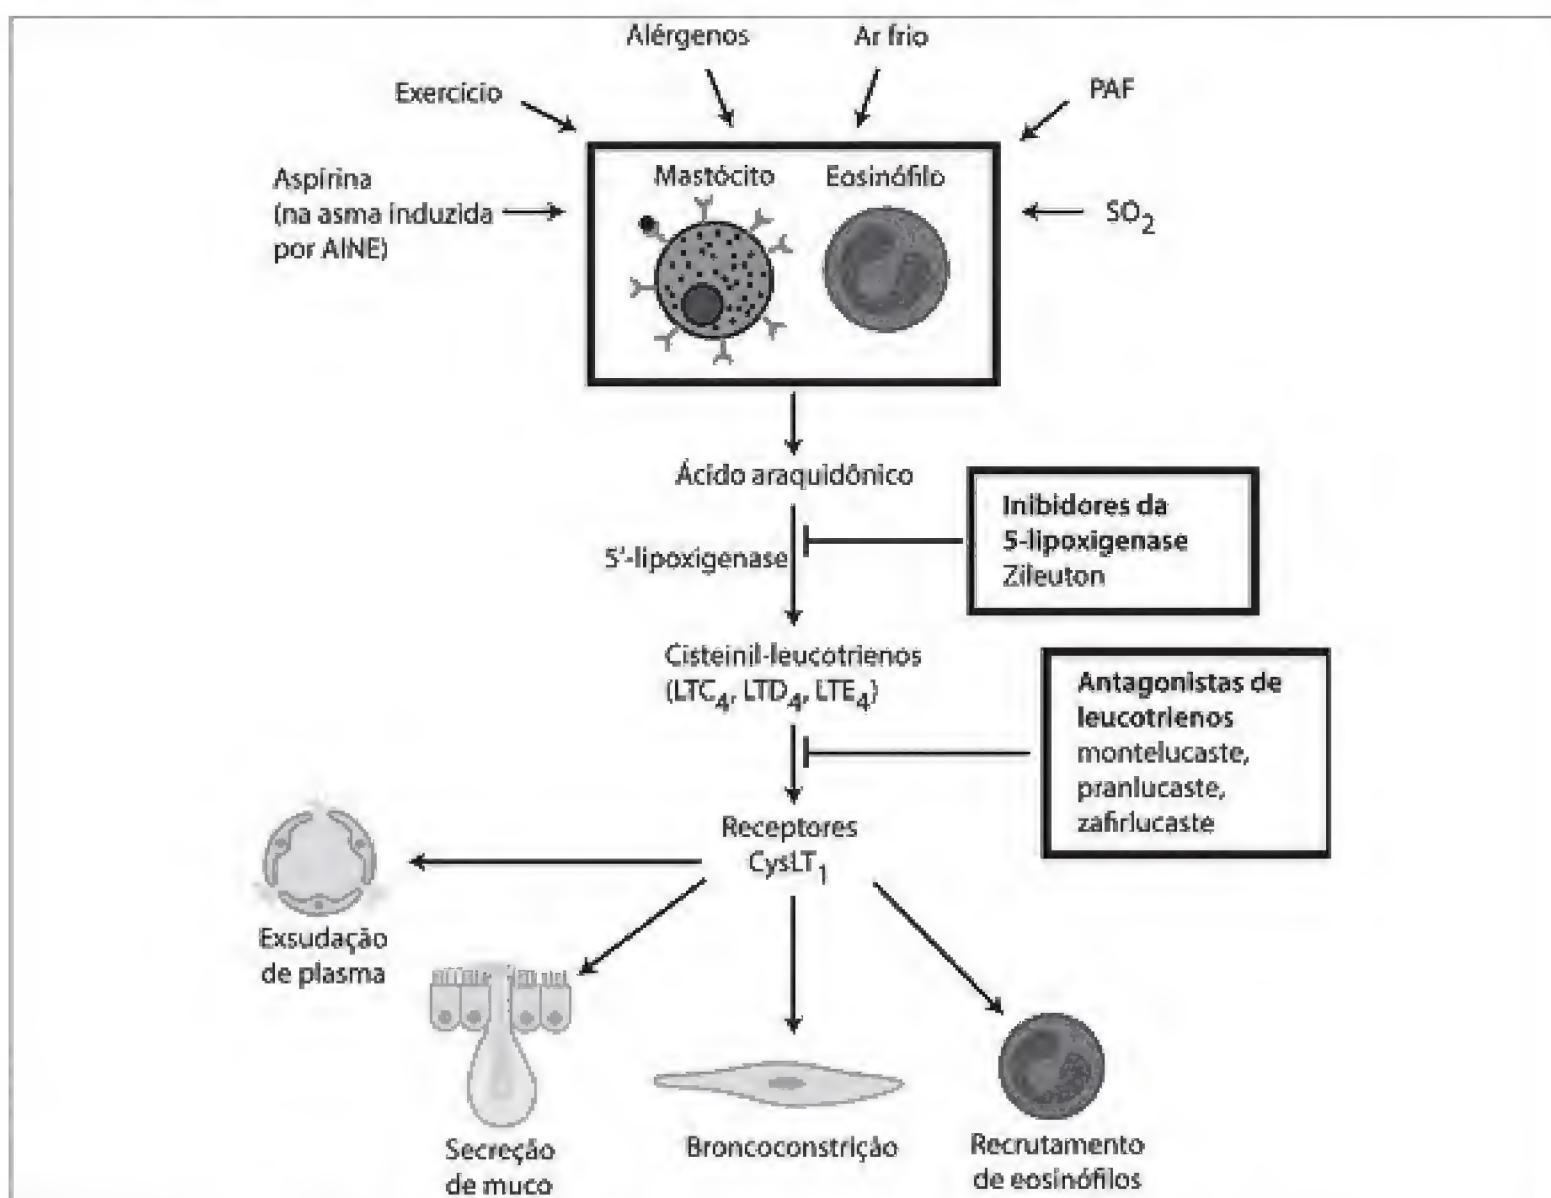 Alérgenos
Ar frio
Exercício
PAF
Aspirina
(na asma induzida
por AINE)
Mastócito
Eosinófilo
SO2
Ácido araquidônico
Inibidores da
5-lipoxigenase
Zileuton
5'-lipoxigenase
Cisteinil-leucotrienos
(LTC4, LTD4, LTE4)
Antagonistas de
leucotrienos
montelucaste,
pranlucaste,
zafirlucaste
Receptores
CysLT1
Exsudação
de plasma
Secreção
de muco
Broncoconstrição
Recrutamento
de eosinófilos